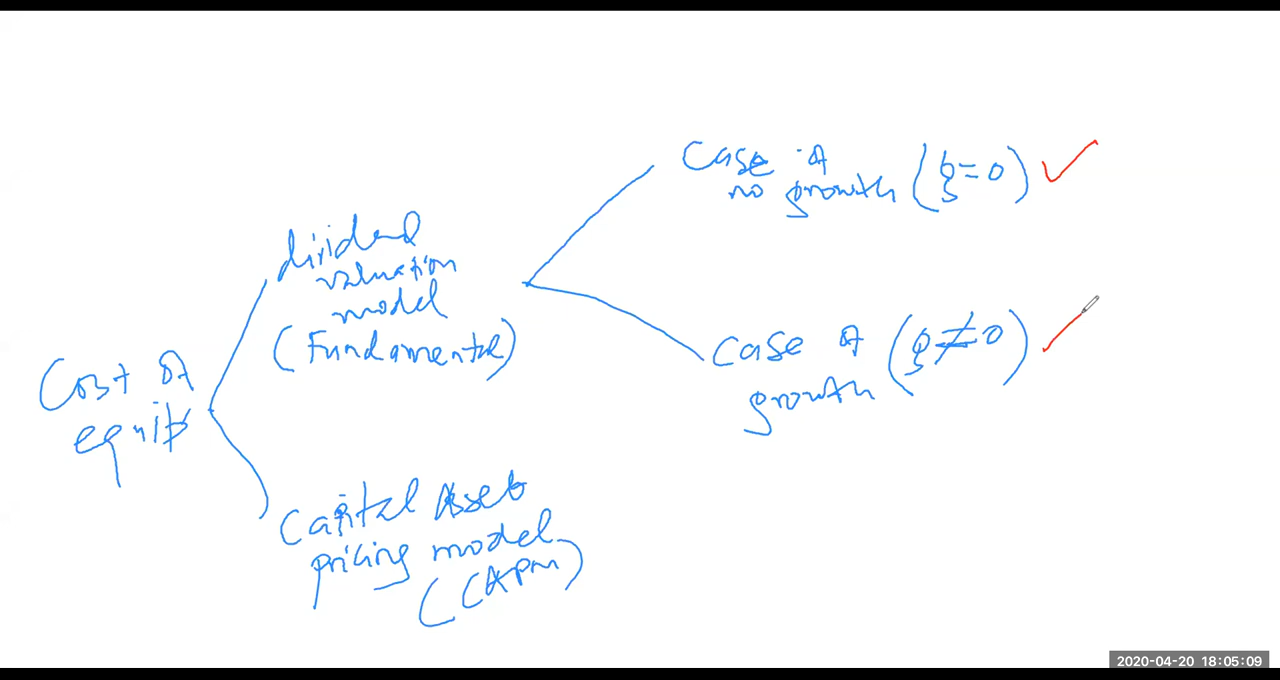 Cost of
equity
dividend
valuation
model
(Fundamental)
Case of
no growth (g=0)
Case of (g≠0)
growth
Capital Asset
pricing model
(CAPM)
2020-04-20 18:05:09